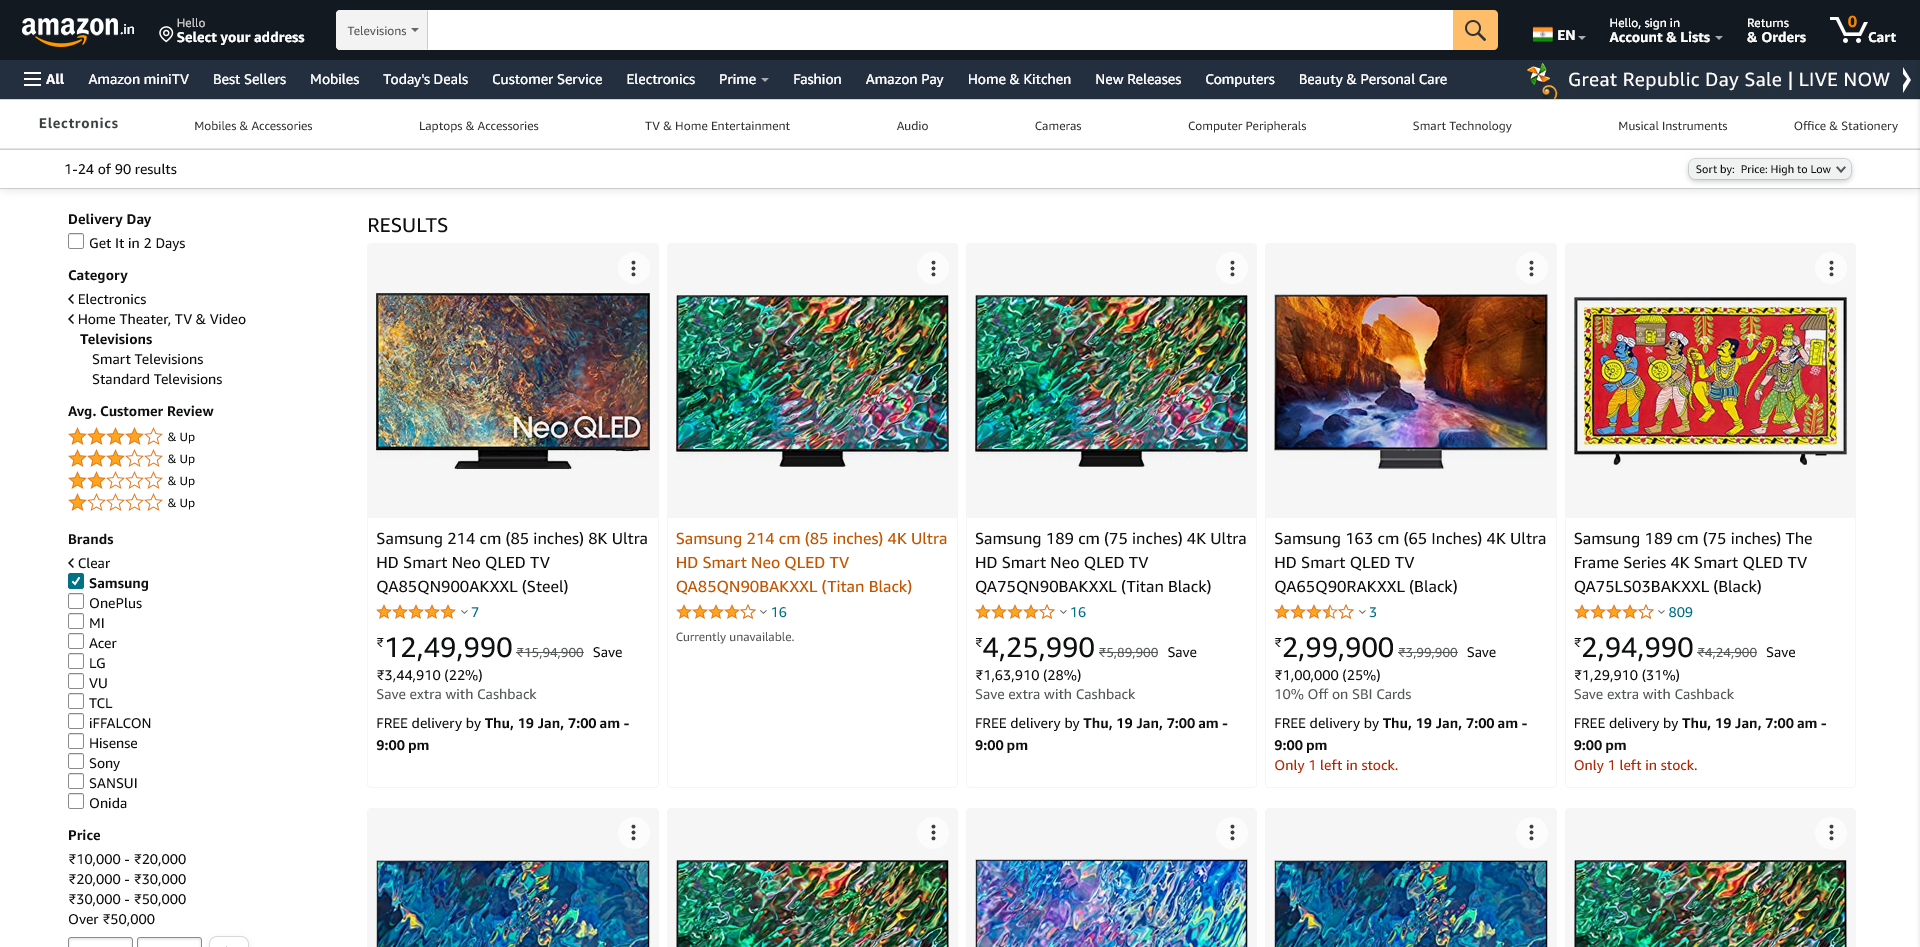 amazon.in
Hello
Select your address
Televisions
EN
Hello, sign in
Account & Lists
Returns
& Orders
0
Cart
All
Amazon miniTV
Best Sellers
Mobiles
Today's Deals
Customer Service
Electronics
Prime
Fashion
Amazon Pay
Home & Kitchen
New Releases
Computers
Beauty & Personal Care
Great Republic Day Sale | LIVE NOW
Electronics
Mobiles & Accessories
Laptops & Accessories
TV & Home Entertainment
Audio
Cameras
Computer Peripherals
Smart Technology
Musical Instruments
Office & Stationery
1-24 of 90 results
Sort by: Price: High to Low
Delivery Day
Get It in 2 Days
Category
Electronics
Home Theater, TV & Video
Televisions
Smart Televisions
Standard Televisions
Avg. Customer Review
& Up
& Up
& Up
& Up
Brands
Clear
Samsung
OnePlus
MI
Acer
LG
VU
TCL
iFFALCON
Hisense
Sony
SANSUI
Onida
Price
₹10,000 - ₹20,000
₹20,000 - ₹30,000
₹30,000 - ₹50,000
Over ₹50,000
RESULTS
Neo QLED
Samsung 214 cm (85 inches) 8K Ultra
HD Smart Neo QLED TV
QA85QN900AKXXL (Steel)
7
₹12,49,990 ₹15,94,900 Save
₹3,44,910 (22%)
Save extra with Cashback
FREE delivery by Thu, 19 Jan, 7:00 am -
9:00 pm
Samsung 214 cm (85 inches) 4K Ultra
HD Smart Neo QLED TV
QA85QN90BAKXXL (Titan Black)
16
Currently unavailable.
Samsung 189 cm (75 inches) 4K Ultra
HD Smart Neo QLED TV
QA75QN90BAKXXL (Titan Black)
16
₹4,25,990 ₹5,89,900 Save
₹1,63,910 (28%)
Save extra with Cashback
FREE delivery by Thu, 19 Jan, 7:00 am -
9:00 pm
Samsung 163 cm (65 Inches) 4K Ultra
HD Smart QLED TV
QA65Q90RAKXXL (Black)
3
₹2,99,900 ₹3,99,900 Save
₹1,00,000 (25%)
10% Off on SBI Cards
FREE delivery by Thu, 19 Jan, 7:00 am -
9:00 pm
Only 1 left in stock.
Samsung 189 cm (75 inches) The
Frame Series 4K Smart QLED TV
QA75LS03BAKXXL (Black)
809
₹2,94,990 ₹4,24,900 Save
₹1,29,910 (31%)
Save extra with Cashback
FREE delivery by Thu, 19 Jan, 7:00 am -
9:00 pm
Only 1 left in stock.